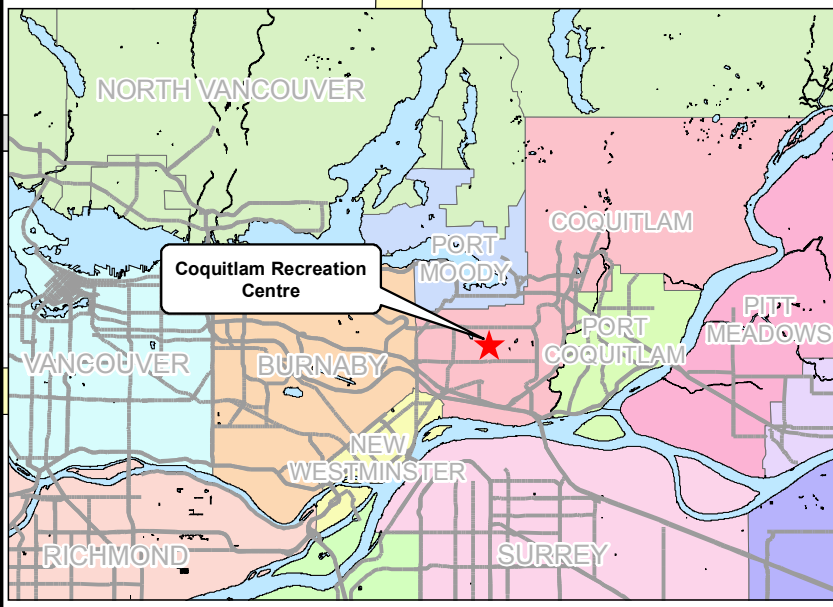 NORTH VANCOUVER
COQUITLAM
PORT
MOODY
Coquitlam Recreation
Centre
PITT
MEADOWS
PORT
COQUITLAM
VANCOUVER
BURNABY
NEW
WESTMINSTER
RICHMOND
SURREY